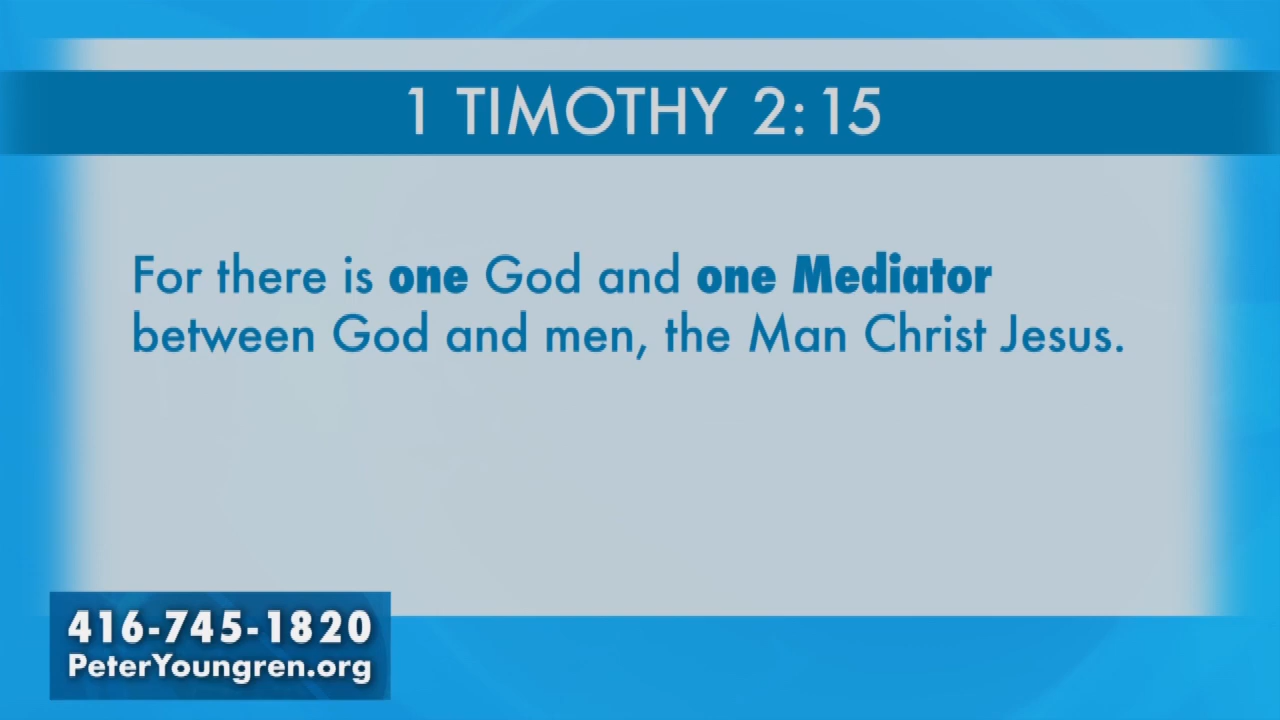 1 TIMOTHY 2:15
For there is one God and one Mediator
between God and men, the Man Christ Jesus.
416-745-1820
PeterYoungren.org